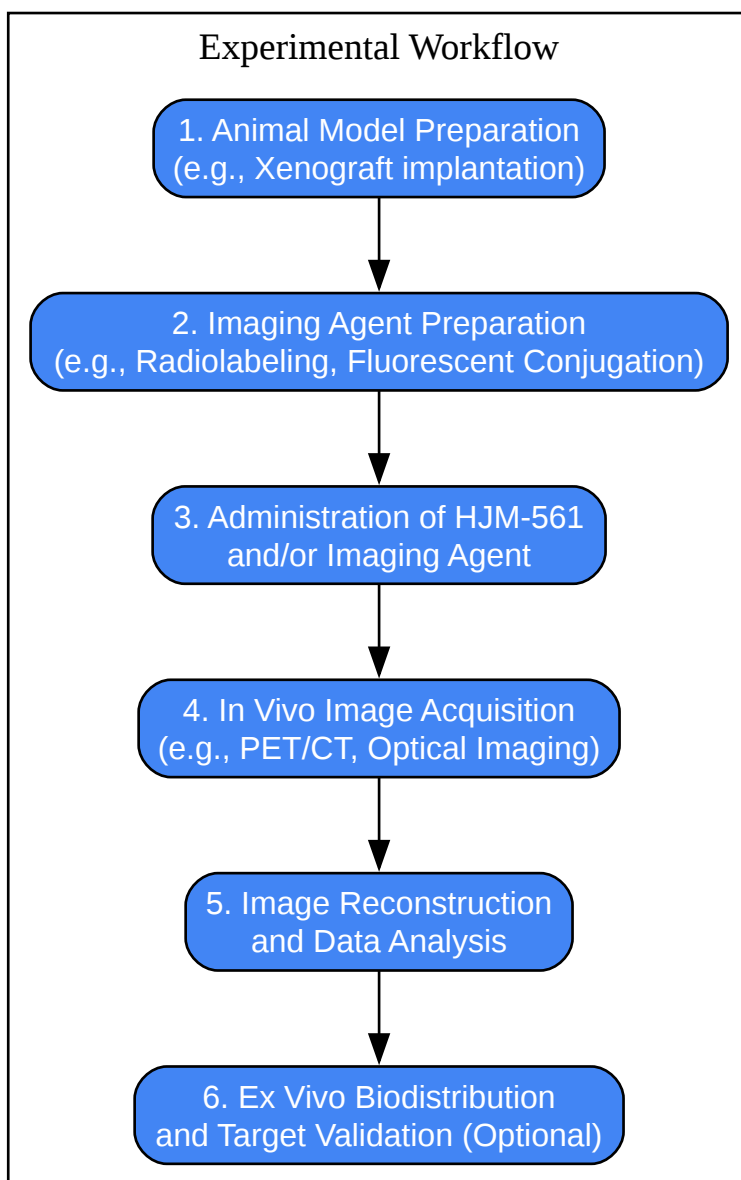 Experimental Workflow
1. Animal Model Preparation
(e.g., Xenograft implantation)
2. Imaging Agent Preparation
(e.g., Radiolabeling, Fluorescent Conjugation)
3. Administration of HJM-561
and/or Imaging Agent
4. In Vivo Image Acquisition
(e.g., PET/CT, Optical Imaging)
5. Image Reconstruction
and Data Analysis
6. Ex Vivo Biodistribution
and Target Validation (Optional)